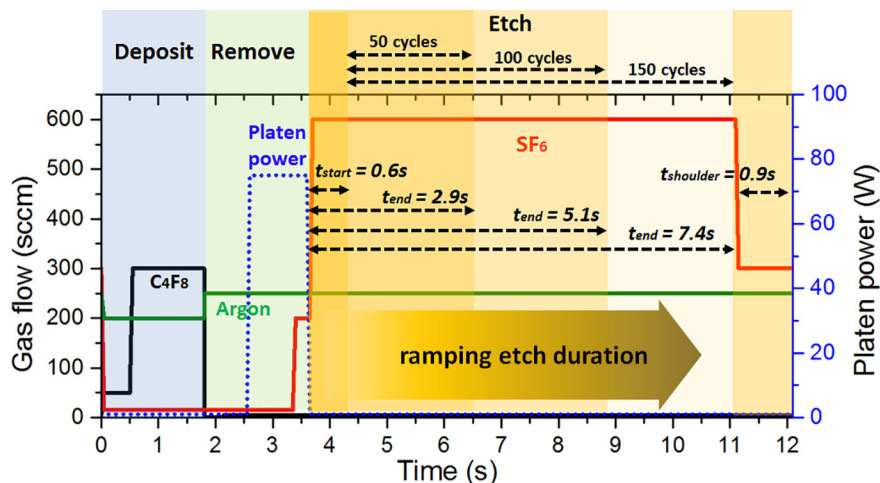 Etch
Deposit
Remove
50 cycles
100 cycles
150 cycles
Gas flow (sccm)
600
500
400
300
200
100
0
Platen power
SF6
tstart = 0.6s
tshoulder = 0.9s
tend = 2.9s
tend = 5.1s
tend = 7.4s
C4F8
Argon
ramping etch duration
100
80
60
40
20
0
Platen power (W)
0 1 2 3 4 5 6 7 8 9 10 11 12
Time (s)